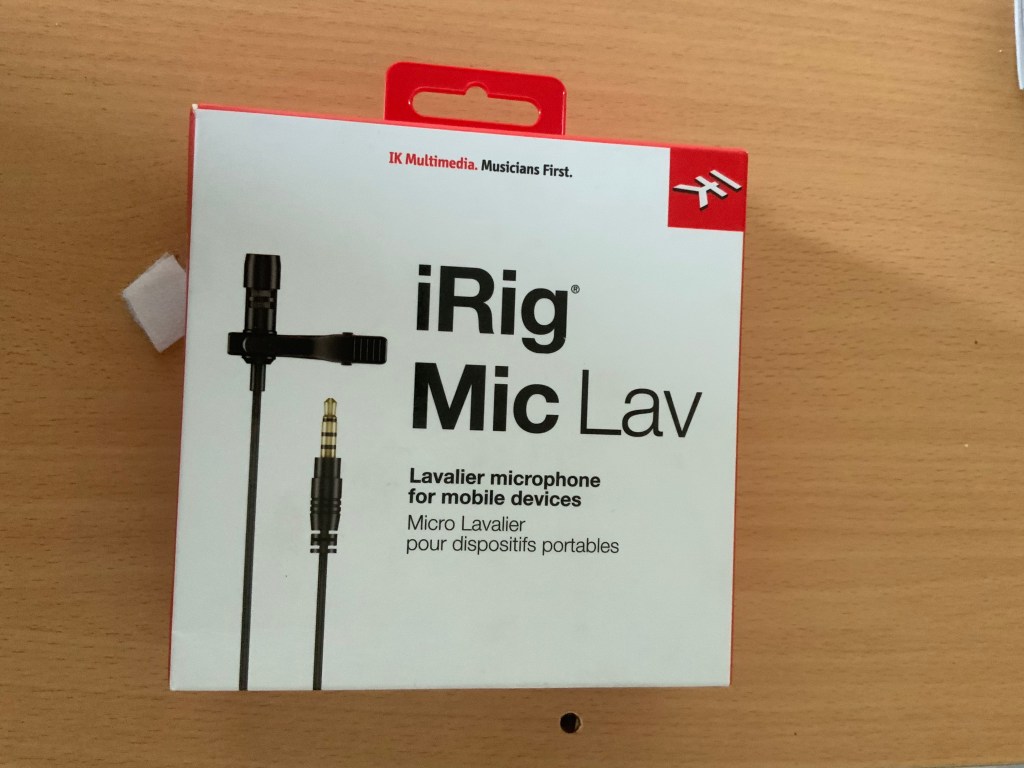 IK Multimedia. Musicians First.
IK
iRig®
Mic Lav
Lavalier microphone
for mobile devices
Micro Lavalier
pour dispositifs portables